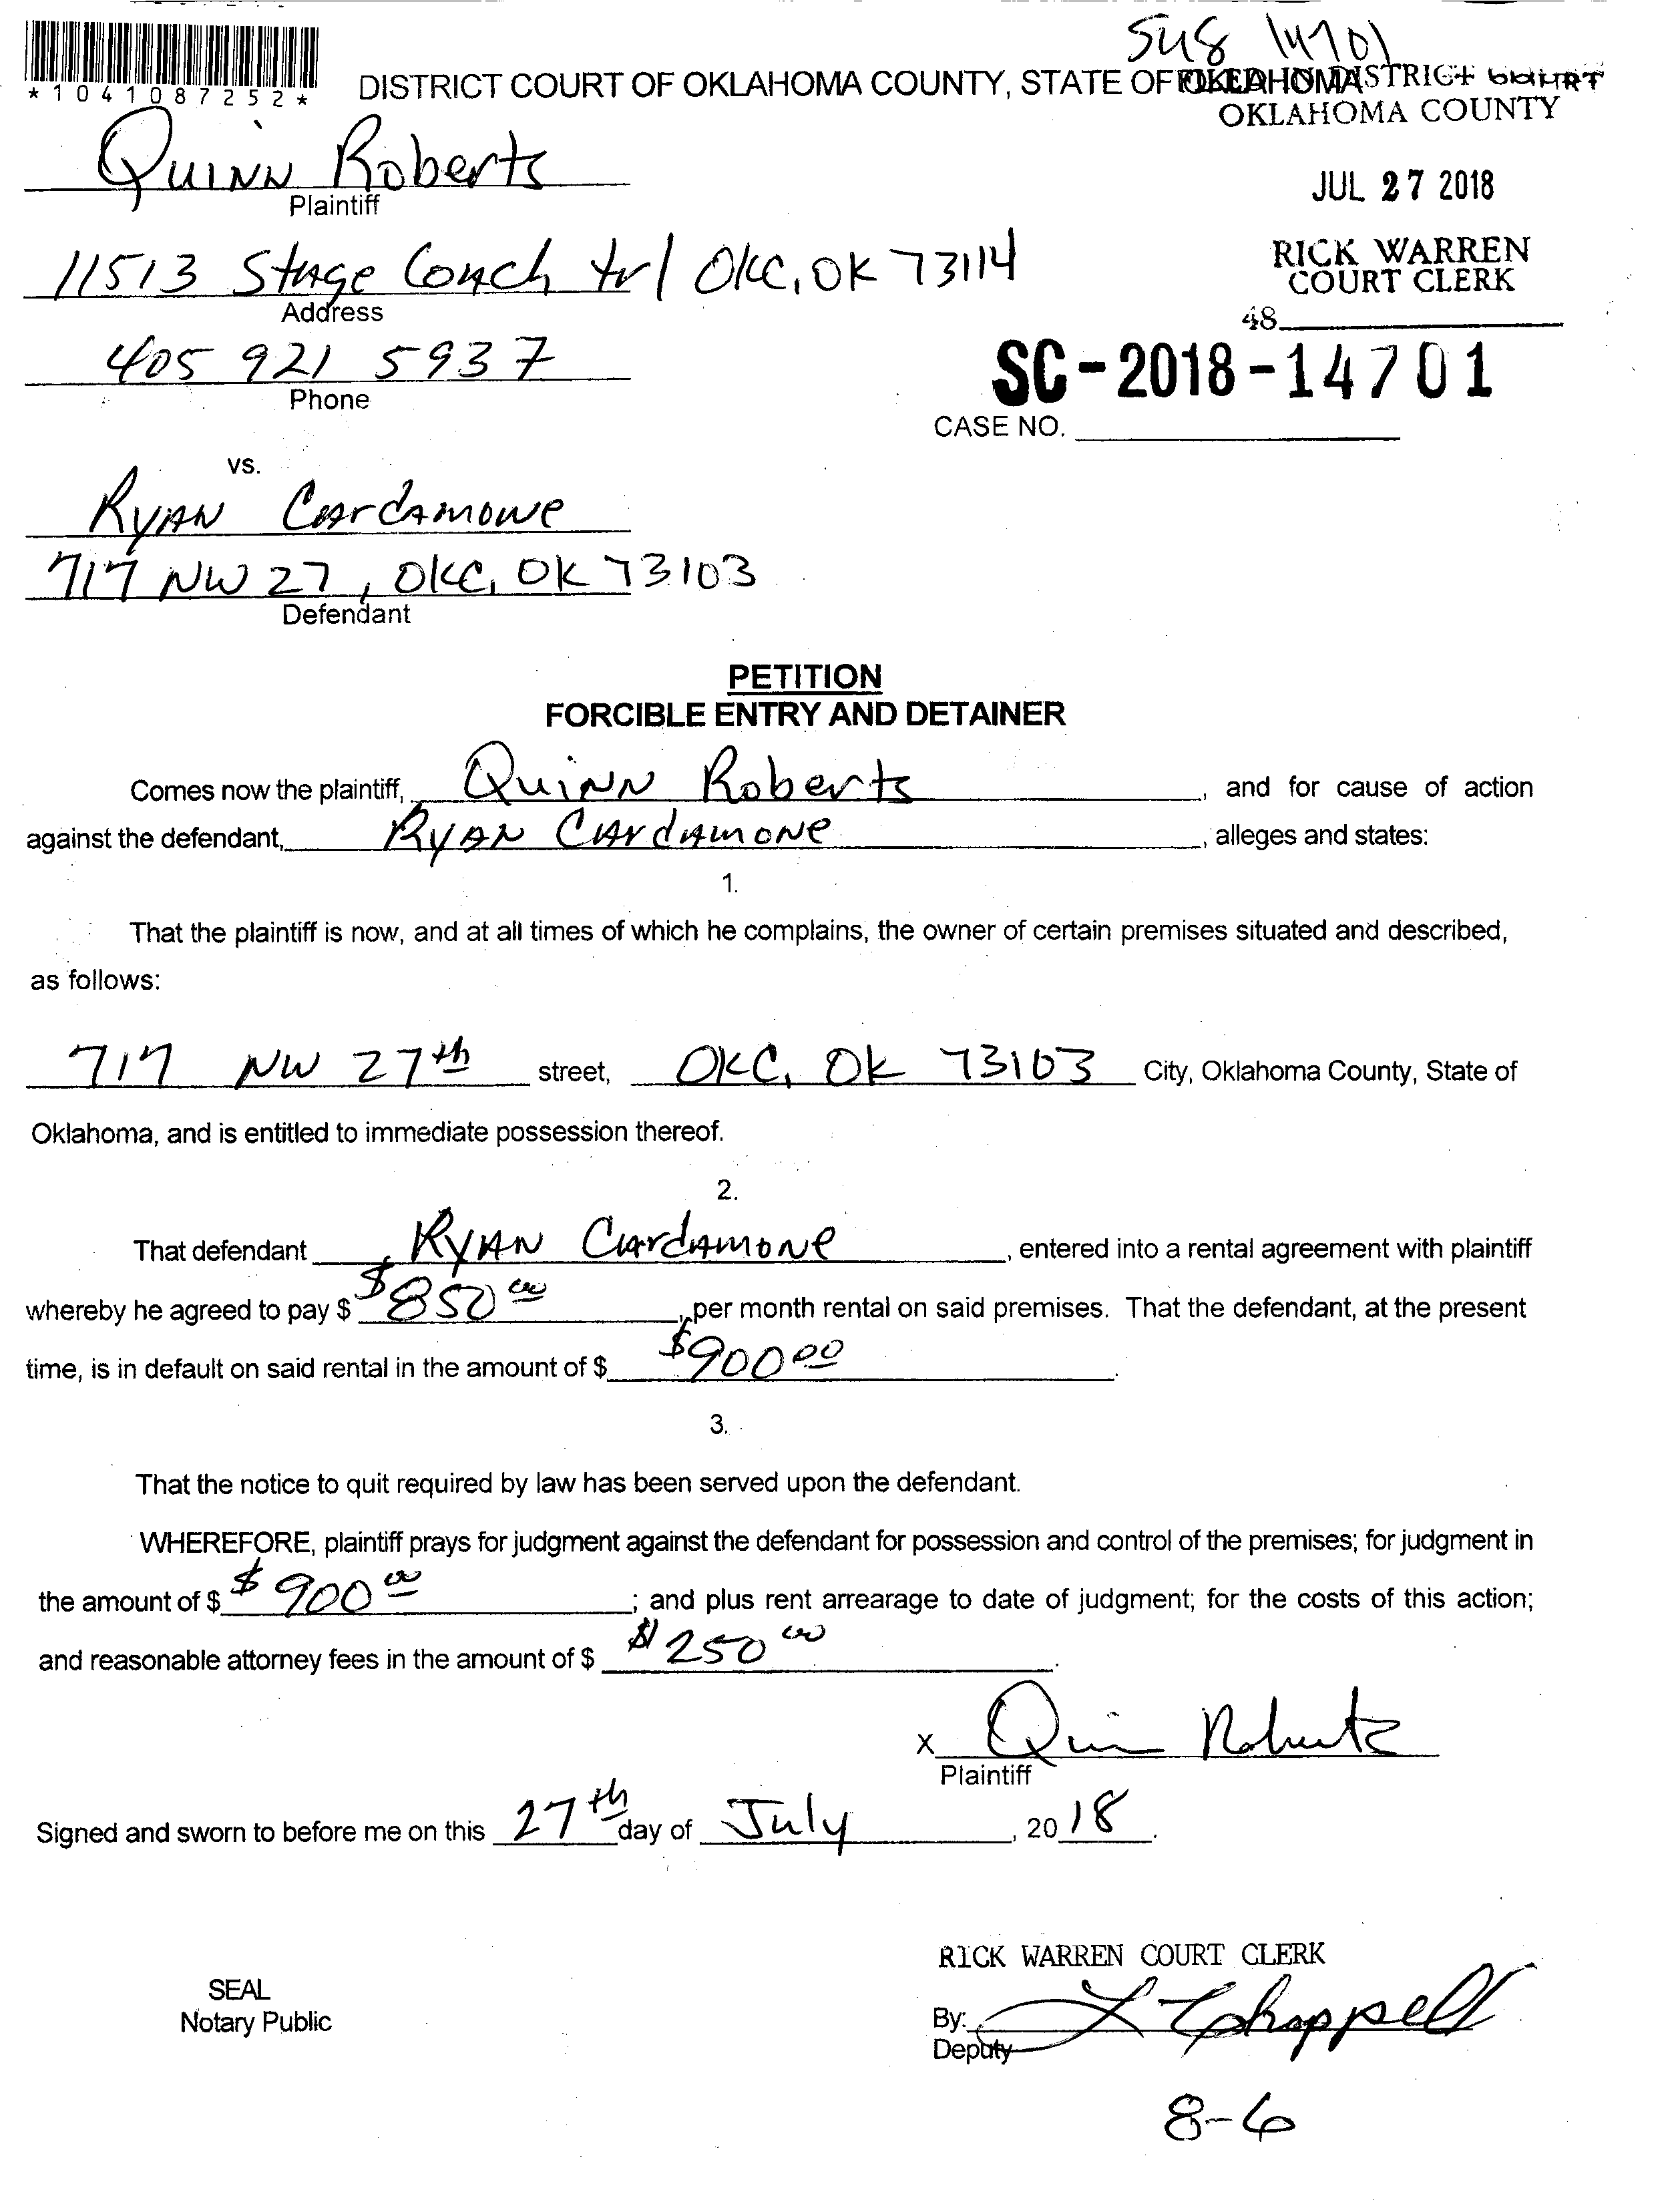 14701
*1041087252*
DISTRICT COURT OF OKLAHOMA COUNTY, STATE OF OKLAHOMA
FILED IN DISTRICT COURT
OKLAHOMA COUNTY
Quinn Roberts
Plaintiff
JUL 27 2018
11513 Stage Coach trl OKC, OK 73114
Address
RICK WARREN
COURT CLERK
48
405 921 5937
Phone
SC-2018-14701
CASE NO.
vs.
Ryan Cardamone
717 NW 27, OKC, OK 73103
Defendant
PETITION
FORCIBLE ENTRY AND DETAINER
Comes now the plaintiff, Quinn Roberts, and for cause of action
against the defendant, Ryan Cardamone, alleges and states:
1.
That the plaintiff is now, and at all times of which he complains, the owner of certain premises situated and described,
as follows:
717 NW 27th street, OKC, OK 73103 City, Oklahoma County, State of
Oklahoma, and is entitled to immediate possession thereof.
2.
That defendant Ryan Cardamone, entered into a rental agreement with plaintiff
whereby he agreed to pay $ $850 00, per month rental on said premises. That the defendant, at the present
time, is in default on said rental in the amount of $ $900 00.
3.
That the notice to quit required by law has been served upon the defendant.
WHEREFORE, plaintiff prays for judgment against the defendant for possession and control of the premises; for judgment in
the amount of $ $900 00; and plus rent arrearage to date of judgment; for the costs of this action;
and reasonable attorney fees in the amount of $ $250 00.
X Quinn Roberts
Plaintiff
Signed and sworn to before me on this 27th day of July, 2018.
RICK WARREN COURT CLERK
SEAL
Notary Public
By: Chappell
Deputy
8-6